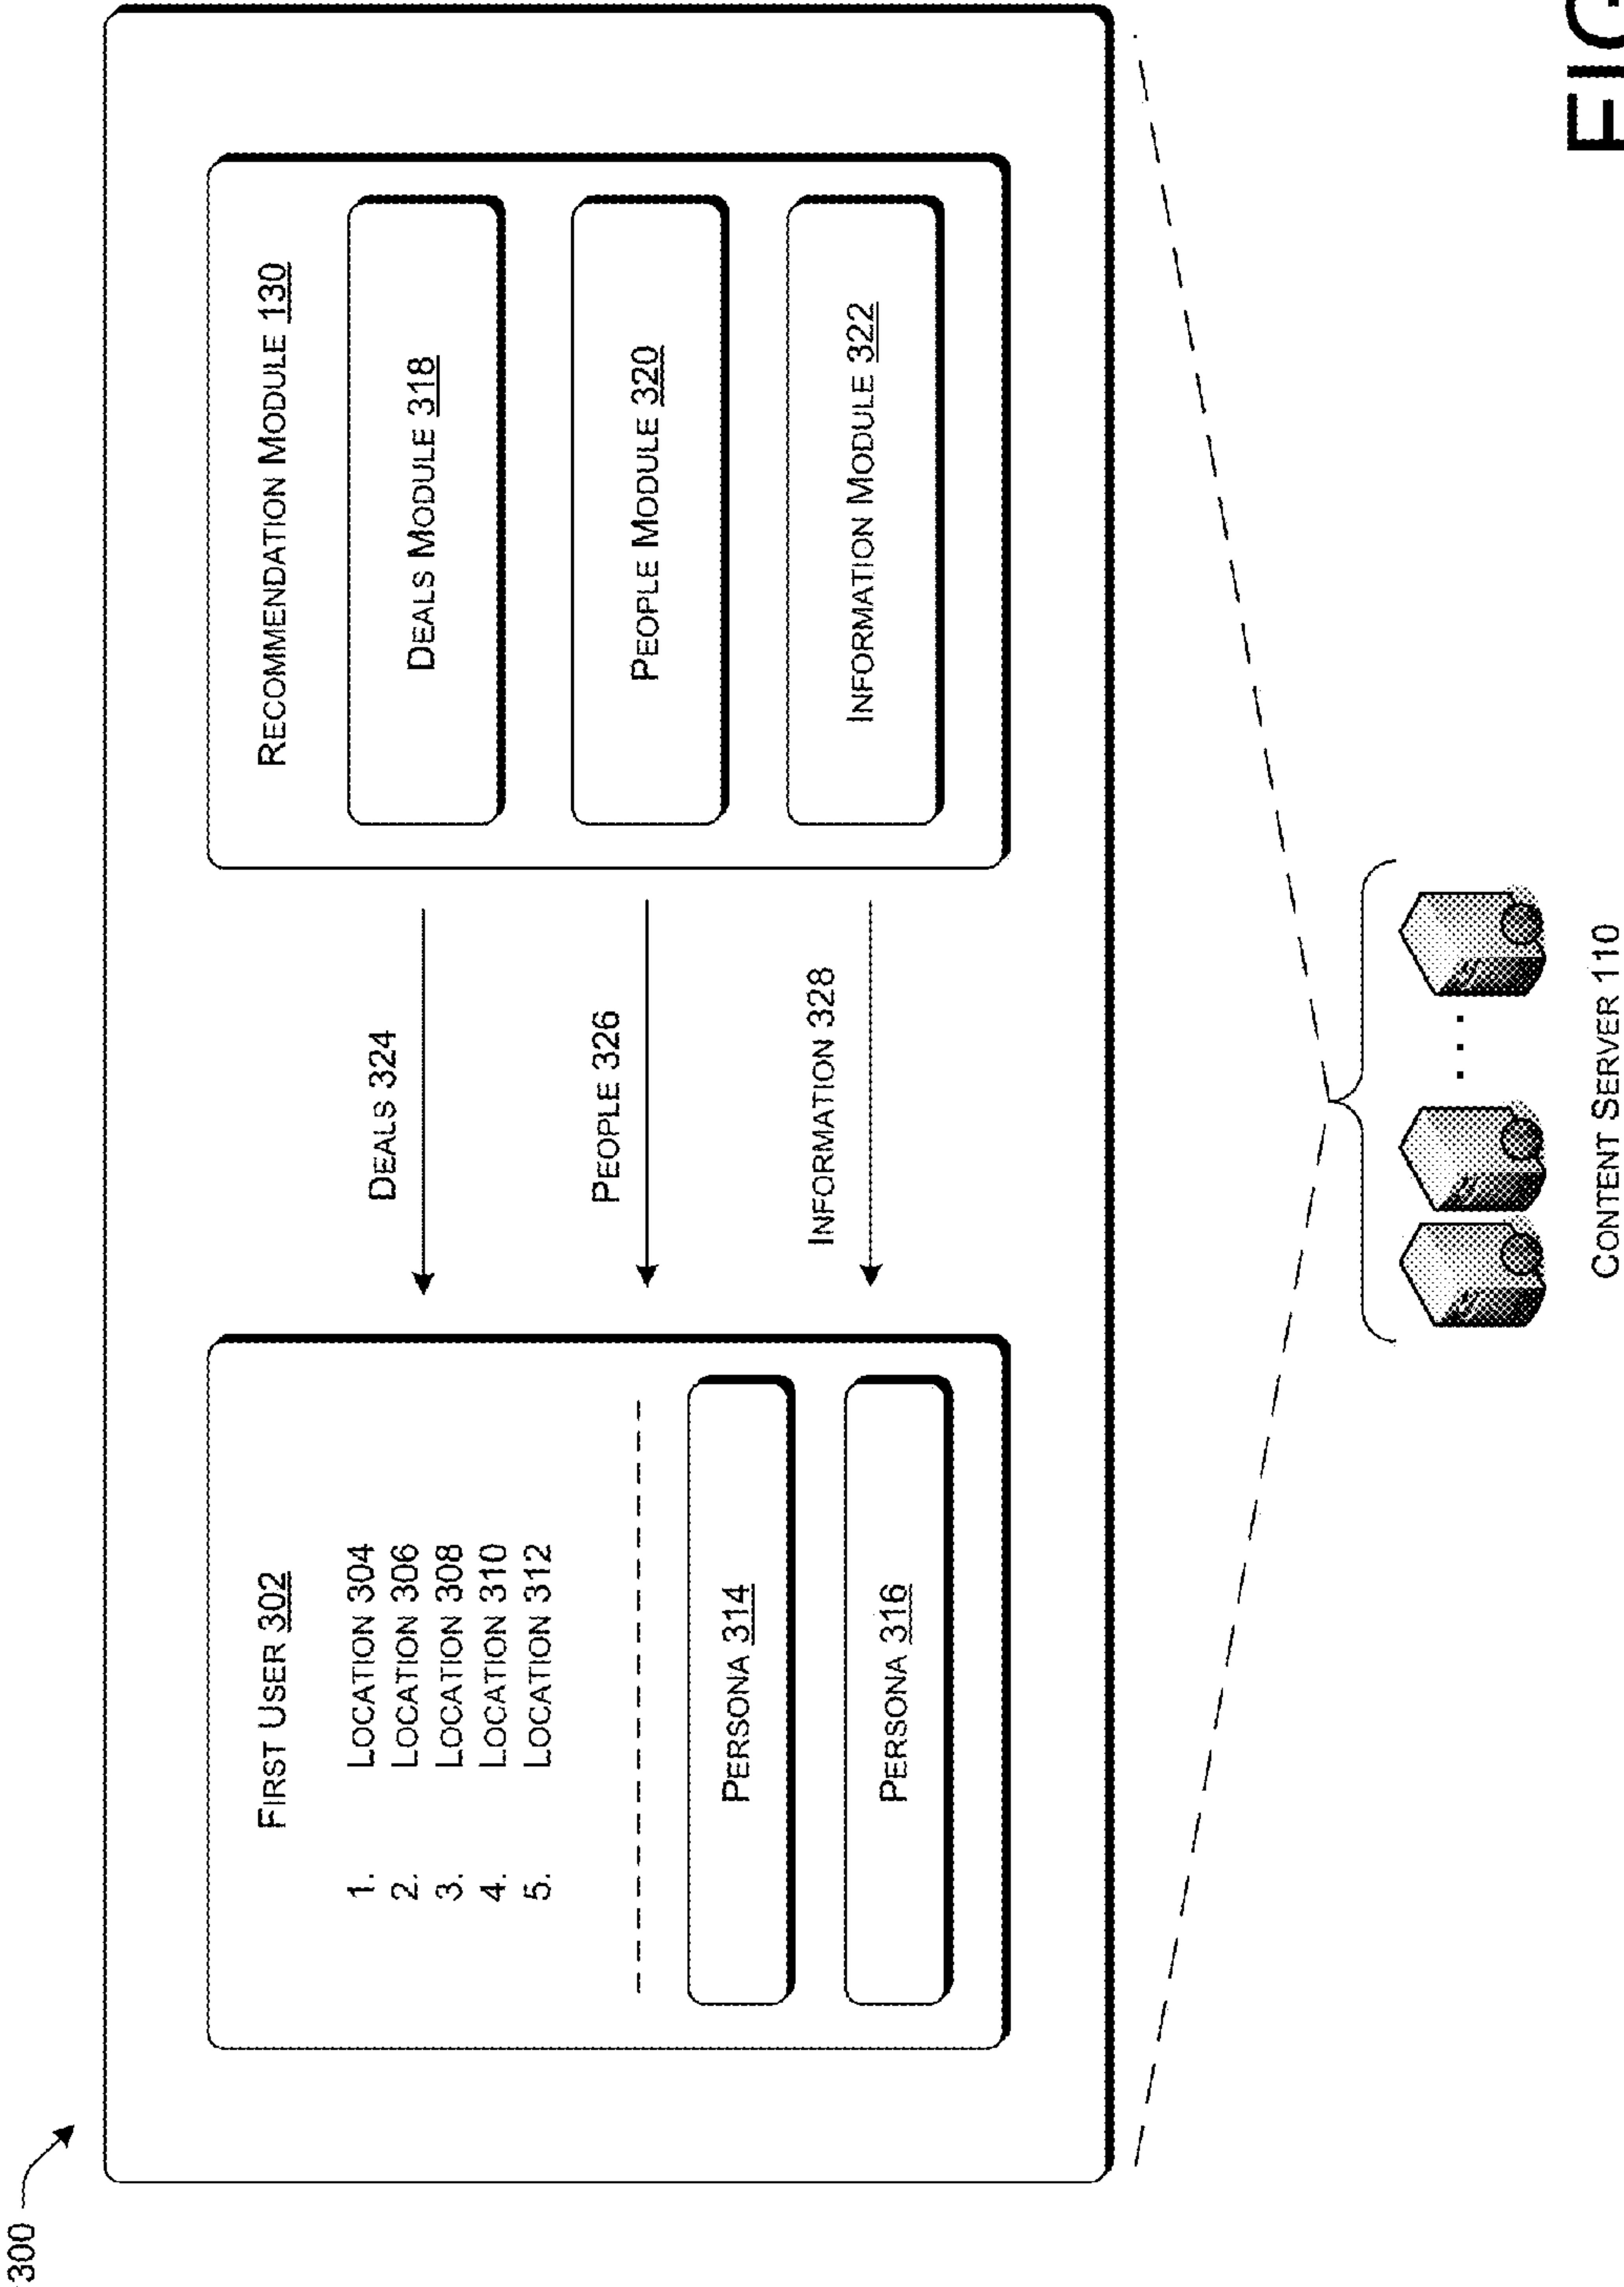 300
FIRST USER 302
1. LOCATION 304
2. LOCATION 306
3. LOCATION 308
4. LOCATION 310
5. LOCATION 312
PERSONA 314
PERSONA 316
DEALS 324
PEOPLE 326
INFORMATION 328
RECOMMENDATION MODULE 130
DEALS MODULE 318
PEOPLE MODULE 320
INFORMATION MODULE 322
. . .
CONTENT SERVER 110